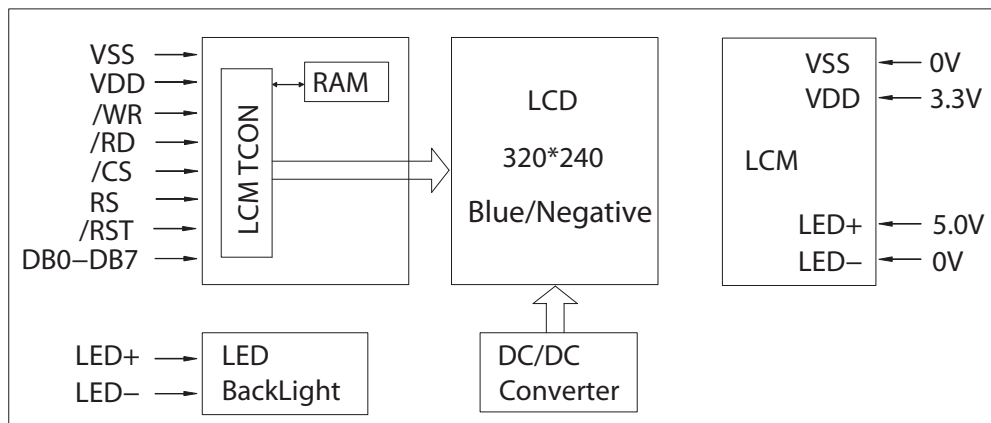 VSS
VDD
/WR
/RD
/CS
RS
/RST
DB0−DB7
LCM TCON
RAM
LCD
320*240
Blue/Negative
VSS
0V
VDD
3.3V
LCM
LED+
5.0V
LED−
0V
LED+
LED−
LED
BackLight
DC/DC
Converter